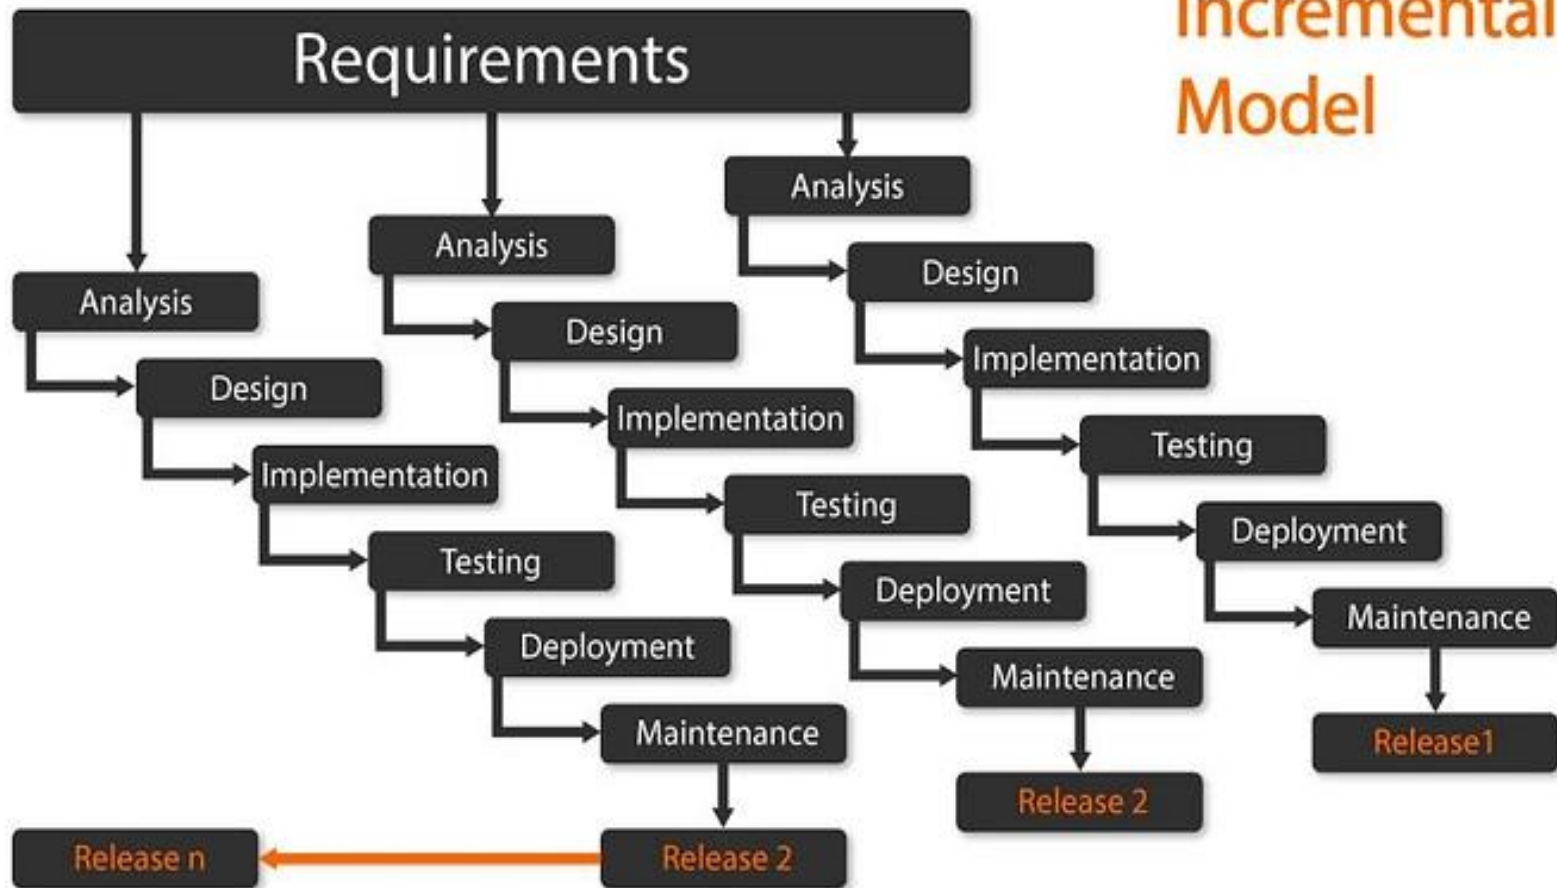 Incremental
Model
Requirements
Analysis
Design
Implementation
Testing
Deployment
Maintenance
Release 2
Release n
Analysis
Design
Implementation
Testing
Deployment
Maintenance
Release 2
Analysis
Design
Implementation
Testing
Deployment
Maintenance
Release1